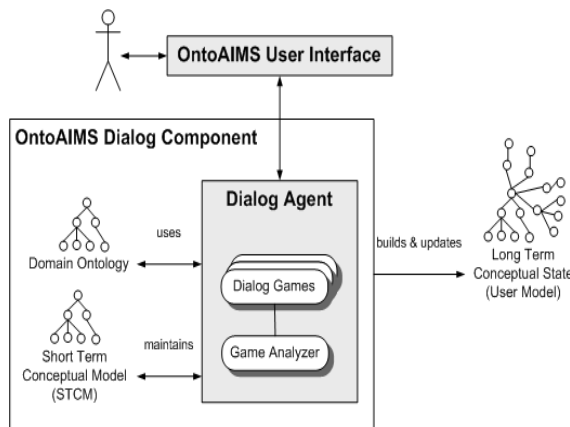 OntoAIMS User Interface
OntoAIMS Dialog Component
Dialog Agent
uses
Domain Ontology
Dialog Games
builds & updates
Long Term
Conceptual State
(User Model)
maintains
Game Analyzer
Short Term
Conceptual Model
(STCM)